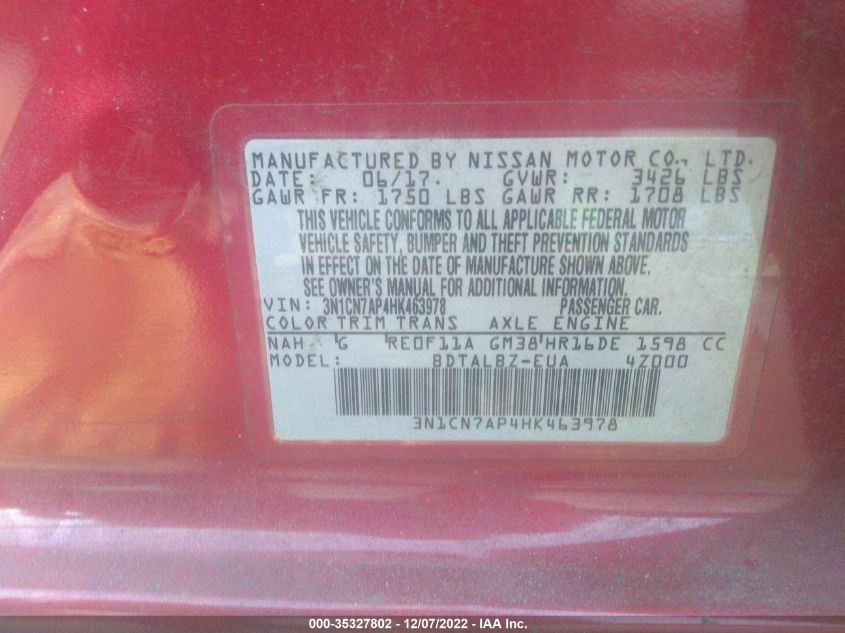 MANUFACTURED BY NISSAN MOTOR CO., LTD.
DATE: 06/17. GVWR: 3426 LBS
GAWR FR: 1750 LBS GAWR RR: 1708 LBS
THIS VEHICLE CONFORMS TO ALL APPLICABLE FEDERAL MOTOR
VEHICLE SAFETY, BUMPER AND THEFT PREVENTION STANDARDS
IN EFFECT ON THE DATE OF MANUFACTURE SHOWN ABOVE.
SEE OWNER'S MANUAL FOR ADDITIONAL INFORMATION.
VIN: 3N1CN7AP4HK463978 PASSENGER CAR.
COLOR TRIM TRANS AXLE ENGINE
NAH G RE0F11A GM38 HR16DE 1598 CC
MODEL: BDTALBZ-EUA 4Z000
3N1CN7AP4HK463978
000-35327802 - 12/07/2022 - IAA Inc.